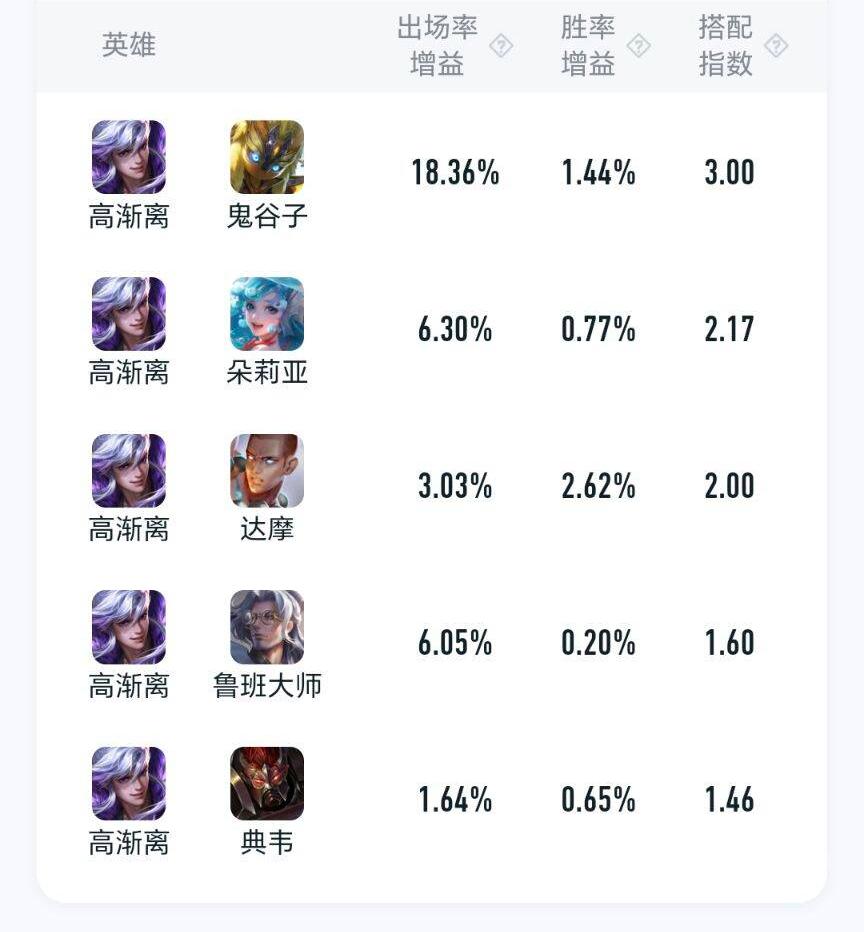 英雄 出场率增益 ? 胜率增益 ? 搭配指数 ?
高渐离 鬼谷子 18.36% 1.44% 3.00
高渐离 朵莉亚 6.30% 0.77% 2.17
高渐离 达摩 3.03% 2.62% 2.00
高渐离 鲁班大师 6.05% 0.20% 1.60
高渐离 典韦 1.64% 0.65% 1.46